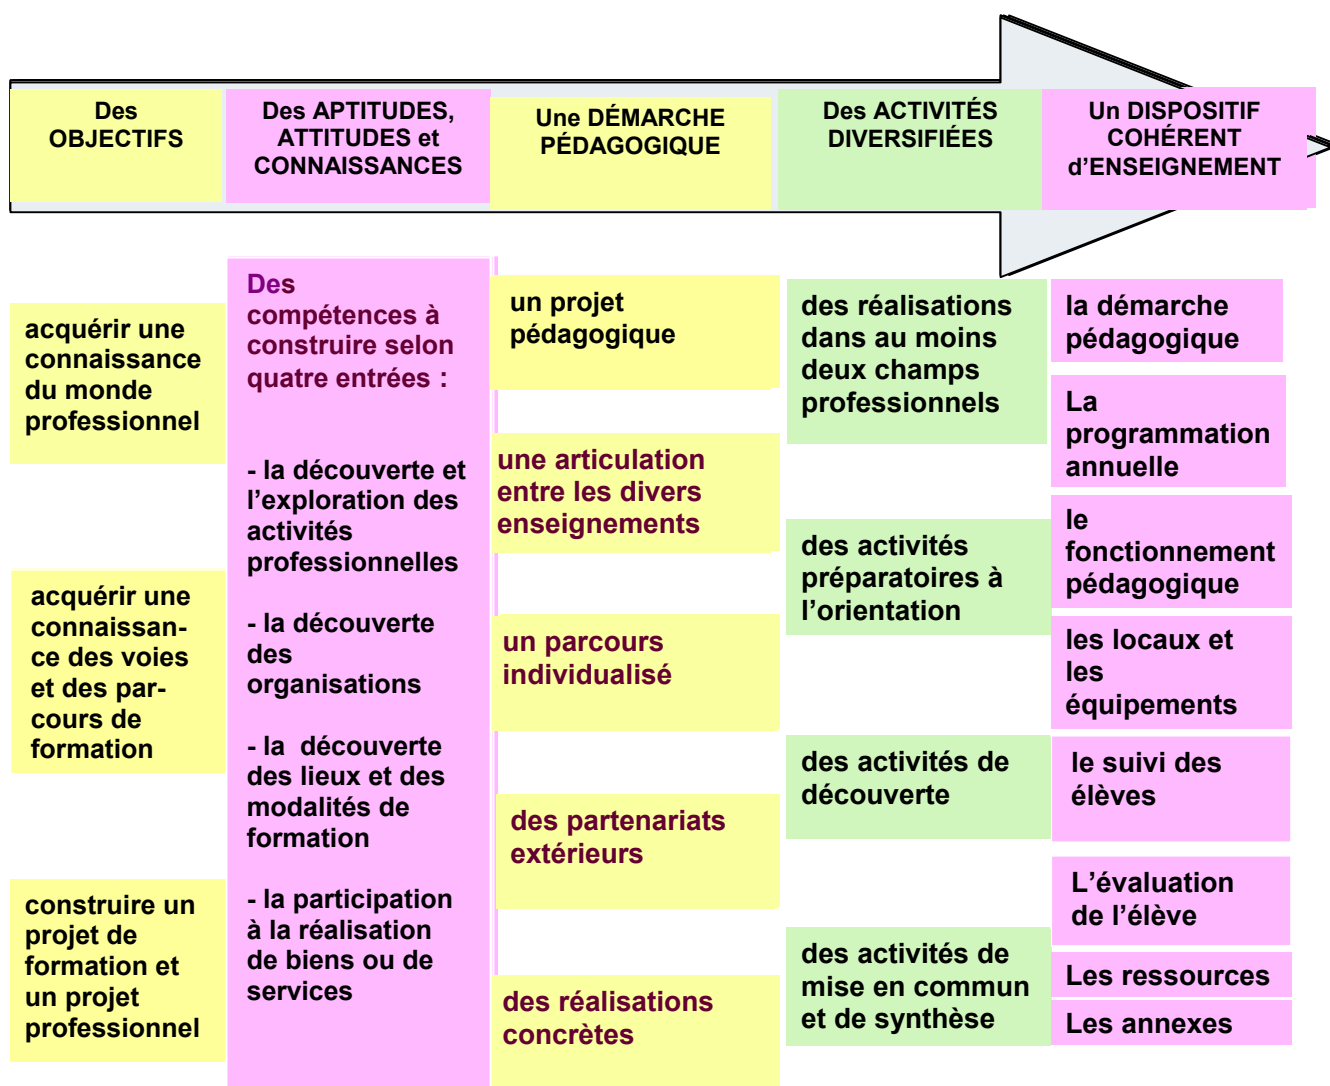 Des
OBJECTIFS
Des APTITUDES,
ATTITUDES et
CONNAISSANCES
Une DÉMARCHE
PÉDAGOGIQUE
Des ACTIVITÉS
DIVERSIFIÉES
Un DISPOSITIF
COHÉRENT
d’ENSEIGNEMENT
acquérir une
connaissance
du monde
professionnel
acquérir une
connaissan-
ce des voies
et des par-
cours de
formation
construire un
projet de
formation et
un projet
professionnel
Des
compétences à
construire selon
quatre entrées :
- la découverte et
l’exploration des
activités
professionnelles
- la découverte
des
organisations
- la  découverte
des lieux et des
modalités de
formation
- la participation
à la réalisation
de biens ou de
services
un projet
pédagogique
une articulation
entre les divers
enseignements
un parcours
individualisé
des partenariats
extérieurs
des réalisations
concrètes
des réalisations
dans au moins
deux champs
professionnels
des activités
préparatoires à
l’orientation
des activités de
découverte
des activités de
mise en commun
et de synthèse
la démarche
pédagogique
La
programmation
annuelle
le
fonctionnement
pédagogique
les locaux et
les
équipements
le suivi des
élèves
L’évaluation
de l’élève
Les ressources
Les annexes